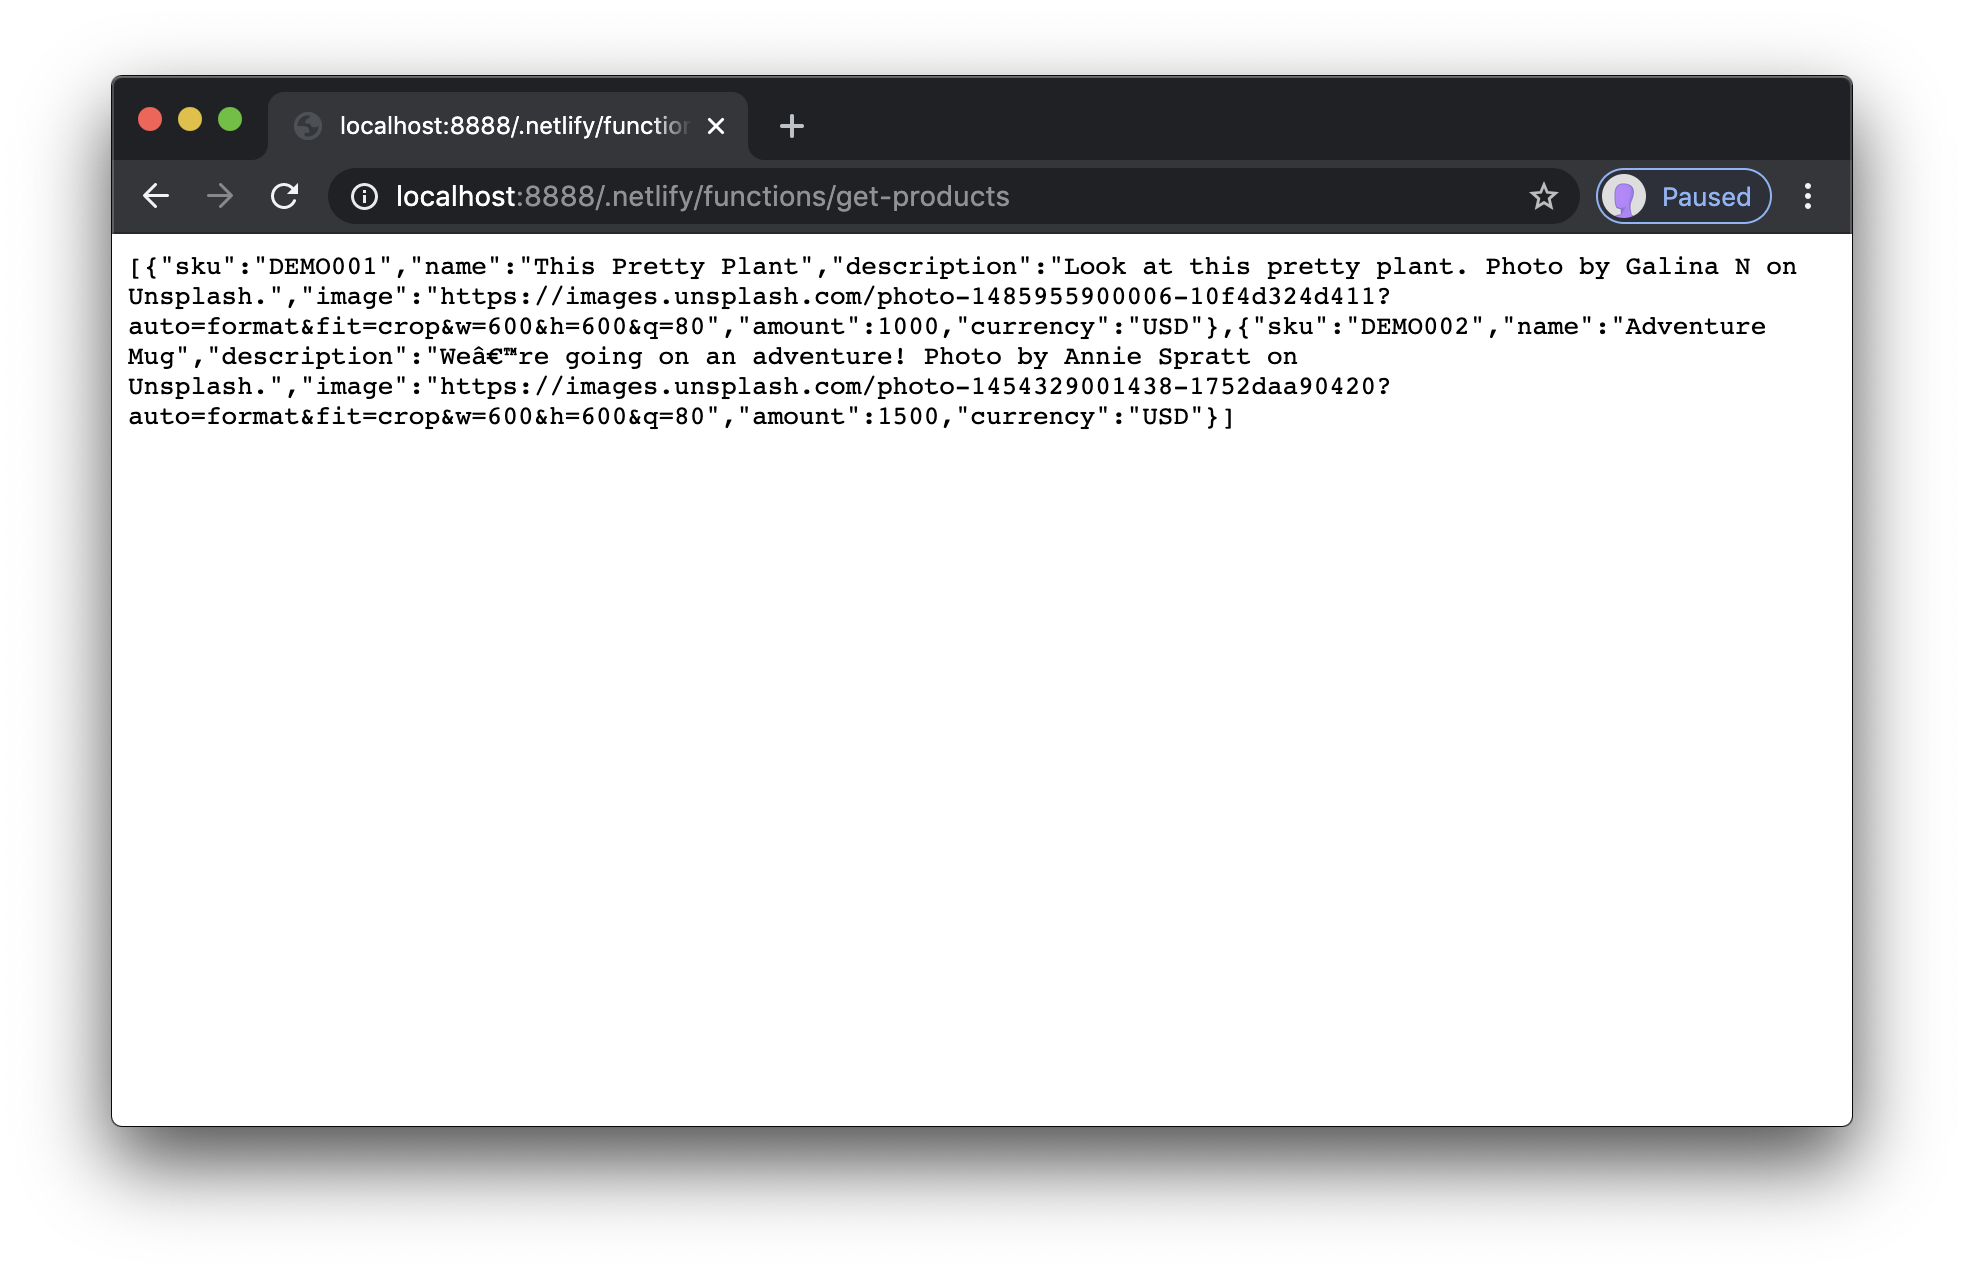 localhost:8888/.netlify/function
localhost:8888/.netlify/functions/get-products
Paused
[{"sku":"DEMO001","name":"This Pretty Plant","description":"Look at this pretty plant. Photo by Galina N on
Unsplash.","image":"https://images.unsplash.com/photo-1485955900006-10f4d324d411?
auto=format&fit=crop&w=600&h=600&q=80","amount":1000,"currency":"USD"},{"sku":"DEMO002","name":"Adventure
Mug","description":"Weâ€™re going on an adventure! Photo by Annie Spratt on
Unsplash.","image":"https://images.unsplash.com/photo-1454329001438-1752daa90420?
auto=format&fit=crop&w=600&h=600&q=80","amount":1500,"currency":"USD"}]